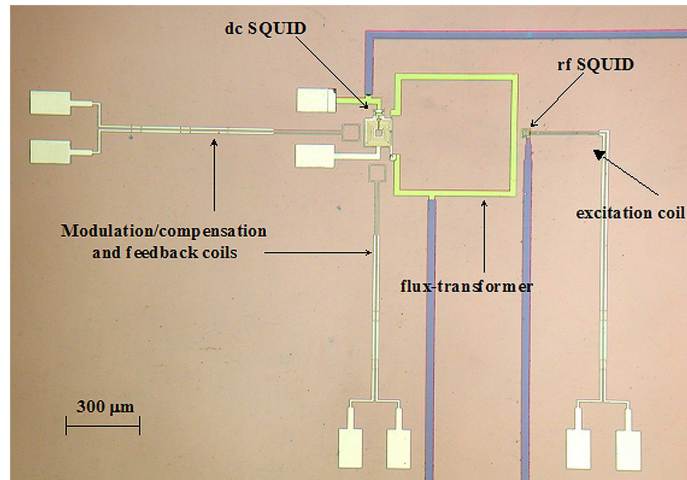 dc SQUID
rf SQUID
excitation coil
Modulation/compensation
and feedback coils
flux-transformer
300 μm